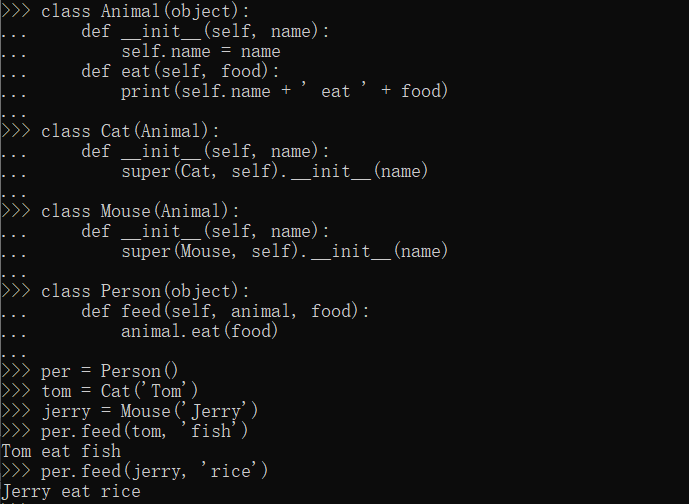 >>> class Animal(object):
...     def __init__(self, name):
...         self.name = name
...     def eat(self, food):
...         print(self.name + ' eat ' + food)
...
>>> class Cat(Animal):
...     def __init__(self, name):
...         super(Cat, self).__init__(name)
...
>>> class Mouse(Animal):
...     def __init__(self, name):
...         super(Mouse, self).__init__(name)
...
>>> class Person(object):
...     def feed(self, animal, food):
...         animal.eat(food)
...
>>> per = Person()
>>> tom = Cat('Tom')
>>> jerry = Mouse('Jerry')
>>> per.feed(tom, 'fish')
Tom eat fish
>>> per.feed(jerry, 'rice')
Jerry eat rice